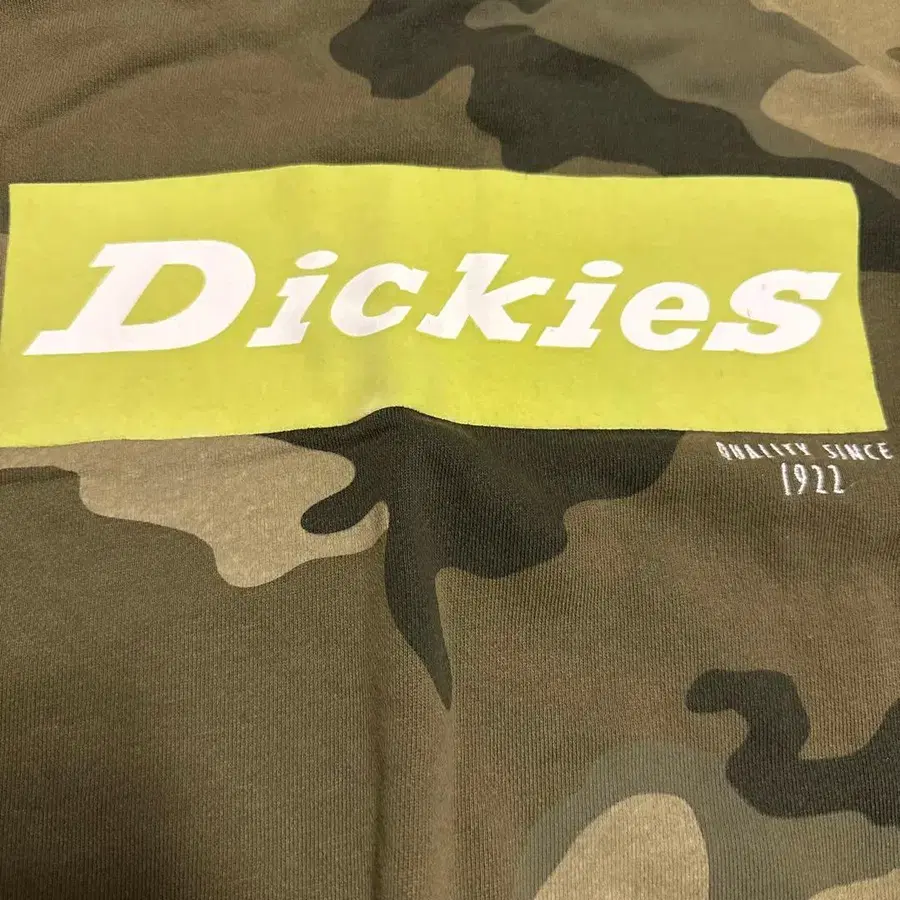 Dickies
QUALITY SINCE
1922